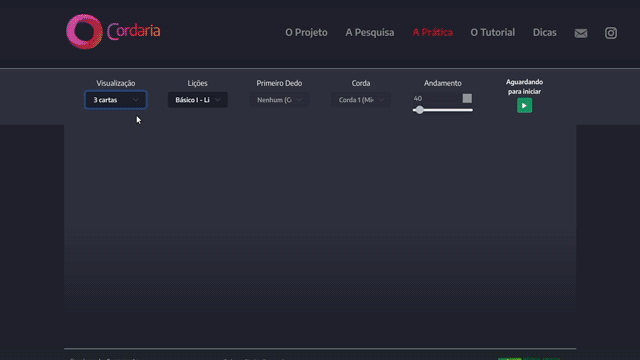 Cordaria
O Projeto
A Pesquisa
A Prática
O Tutorial
Dicas
Visualização
Lições
Primeiro Dedo
Corda
Andamento
Aguardando
para iniciar
3 cartas
Básico I - Li
Nenhum (G
Corda 1 (Mi
40